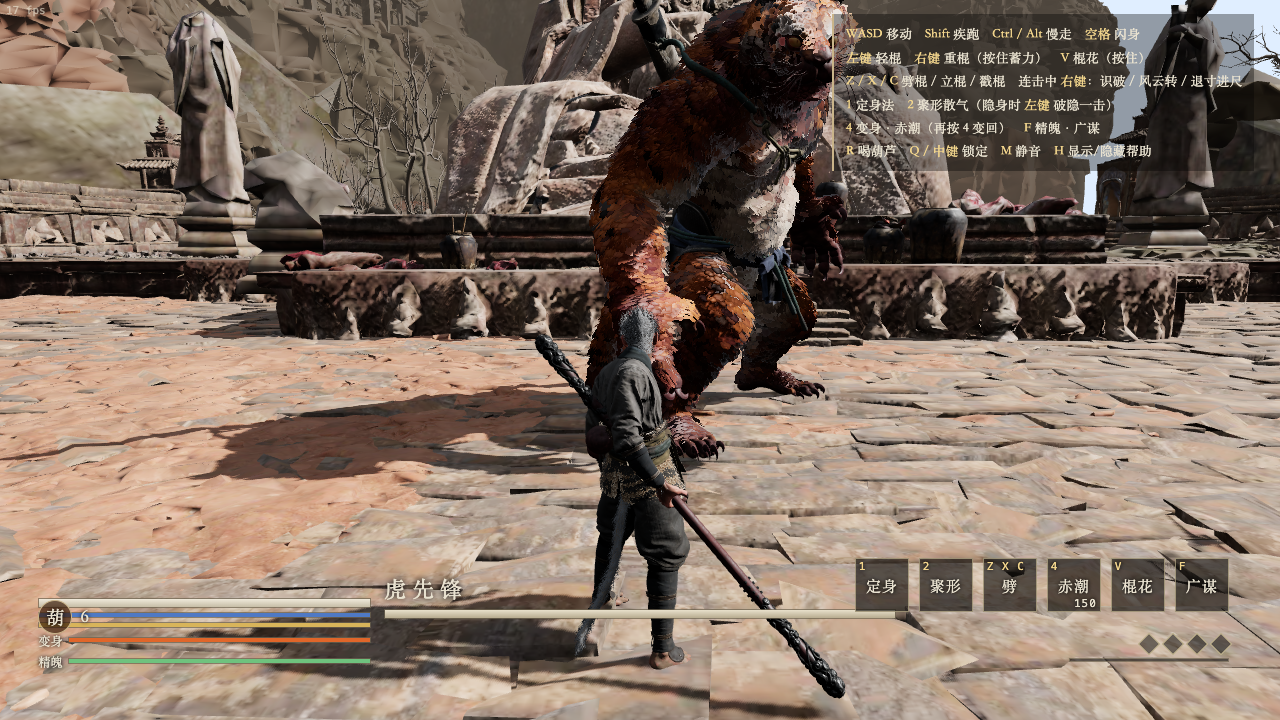 17 fps
WASD 移动 Shift 疾跑 Ctrl / Alt 慢走 空格 闪身
左键 轻棍 右键 重棍（按住蓄力） V 棍花（按住）
Z / X / C 劈棍 / 立棍 / 戳棍 连击中 右键：识破 / 风云转 / 退寸进尺
1 定身法 2 聚形散气（隐身时 左键 破隐一击）
4 变身 · 赤潮（再按 4 变回） F 精魄 · 广谋
R 喝葫芦 Q / 中键 锁定 M 静音 H 显示/隐藏帮助
虎先锋
葫 6
变身
精魄
1 定身
2 聚形
Z X C 劈
4 赤潮 150
V 棍花
F 广谋